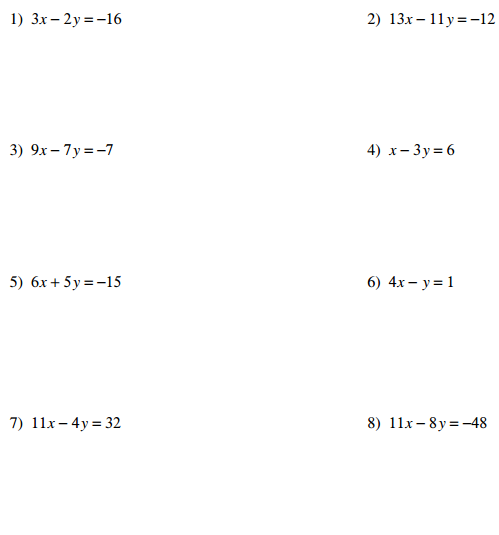 1) 3x – 2y = –16
2) 13x – 11y = –12
3) 9x – 7y = –7
4) x – 3y = 6
5) 6x + 5y = –15
6) 4x – y = 1
7) 11x – 4y = 32
8) 11x – 8y = –48